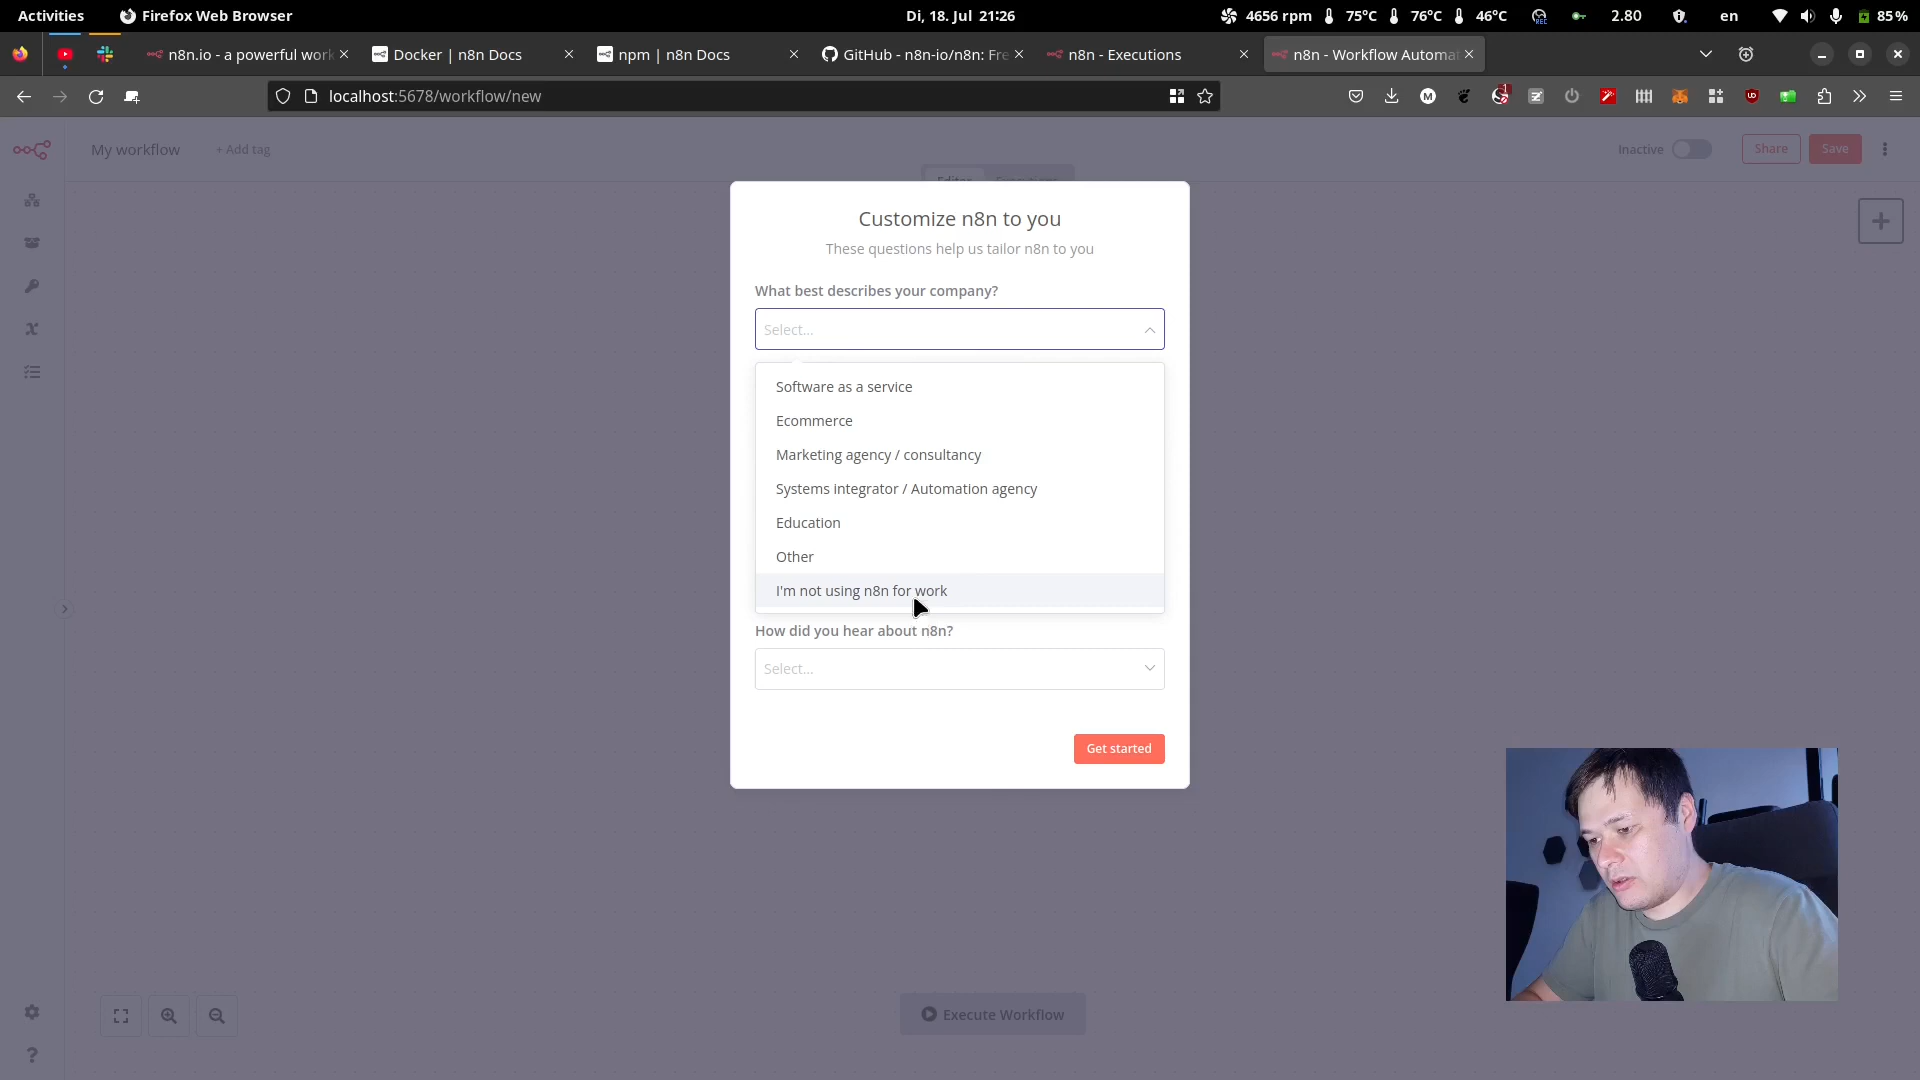 Activities
Firefox Web Browser
Di, 18. Jul 21:26
4656 rpm
75°C
76°C
46°C
2.80
en
85%
n8n.io - a powerful work
Docker | n8n Docs
npm | n8n Docs
GitHub - n8n-io/n8n: Fre
n8n - Executions
n8n - Workflow Automat
localhost:5678/workflow/new
My workflow
+ Add tag
Inactive
Share
Save
Customize n8n to you
These questions help us tailor n8n to you
What best describes your company?
Select...
Software as a service
Ecommerce
Marketing agency / consultancy
Systems integrator / Automation agency
Education
Other
I'm not using n8n for work
How did you hear about n8n?
Select...
Get started
Execute Workflow